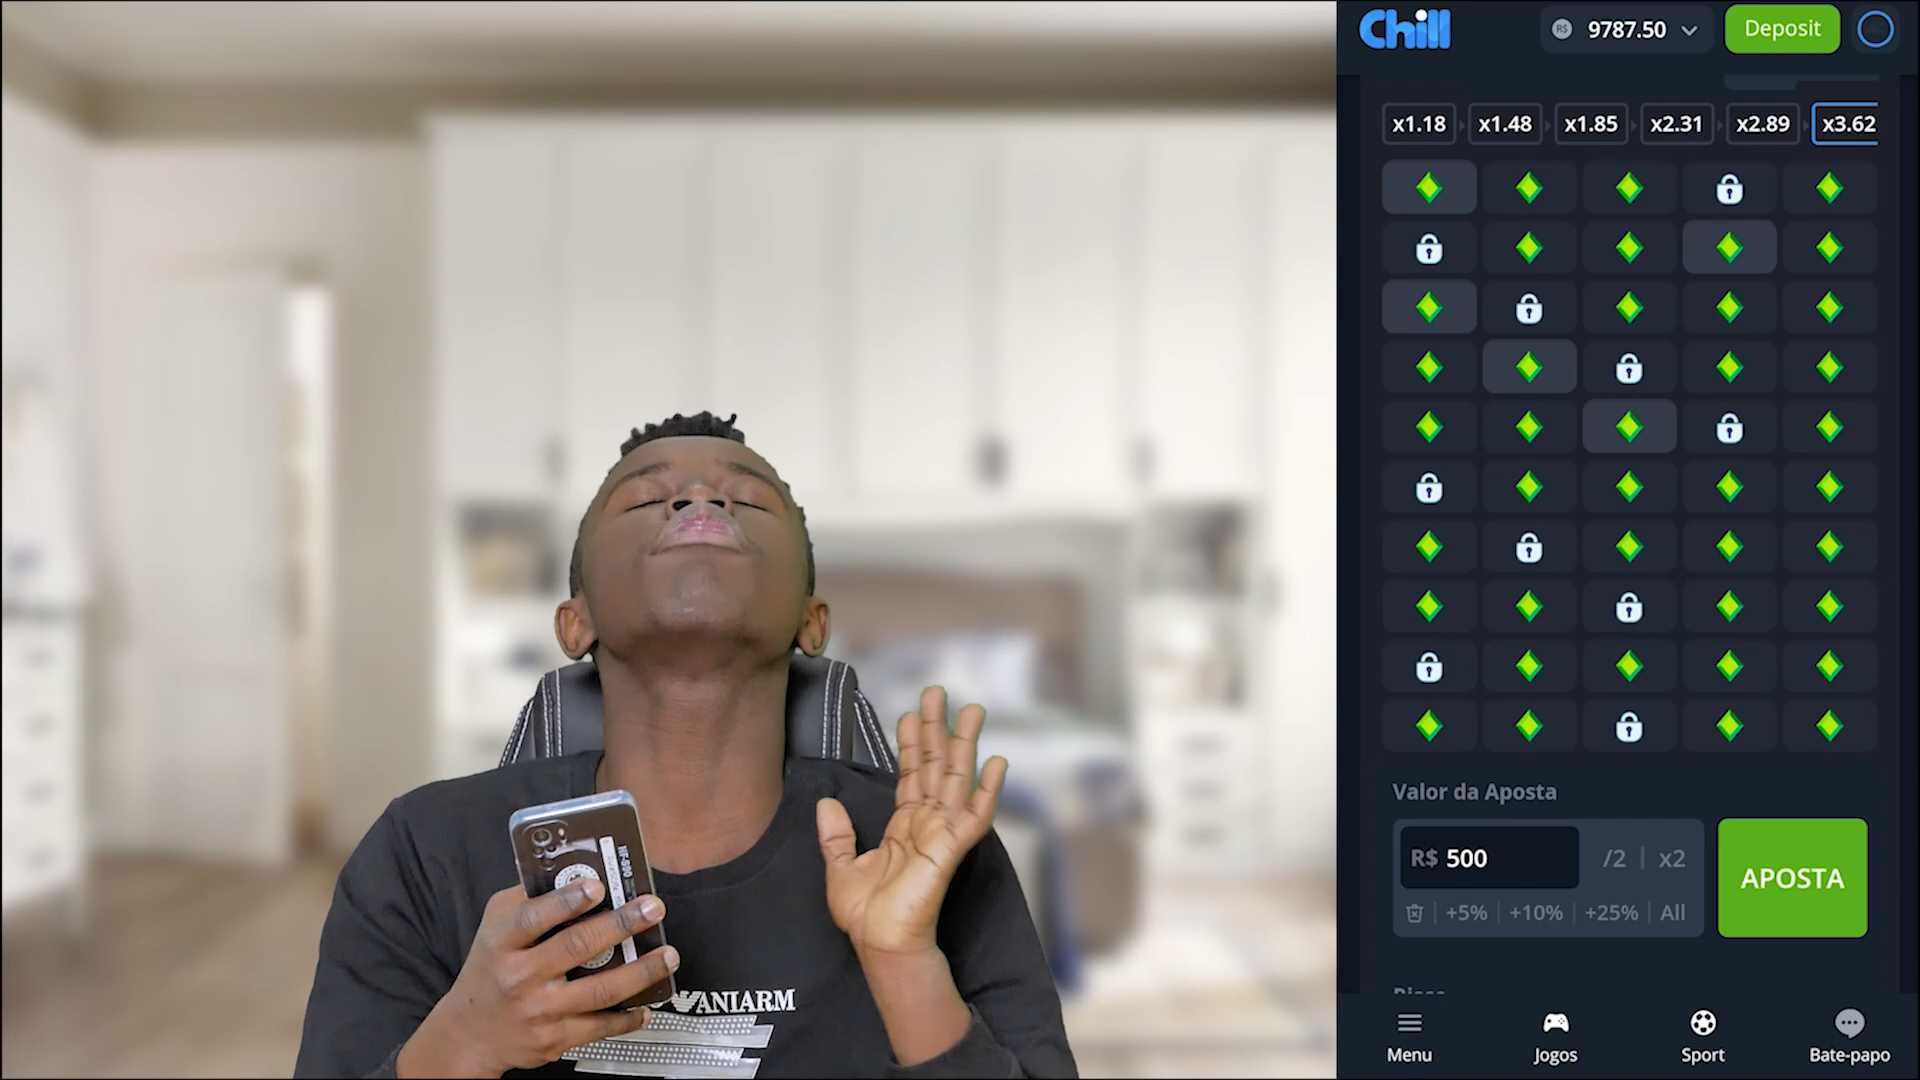 Chill
R$ 9787.50
Deposit
x1.18 x1.48 x1.85 x2.31 x2.89 x3.62
Valor da Aposta
R$ 500 /2 | x2
+5% | +10% | +25% | All
APOSTA
Menu Jogos Sport Bate-papo
ANIARM